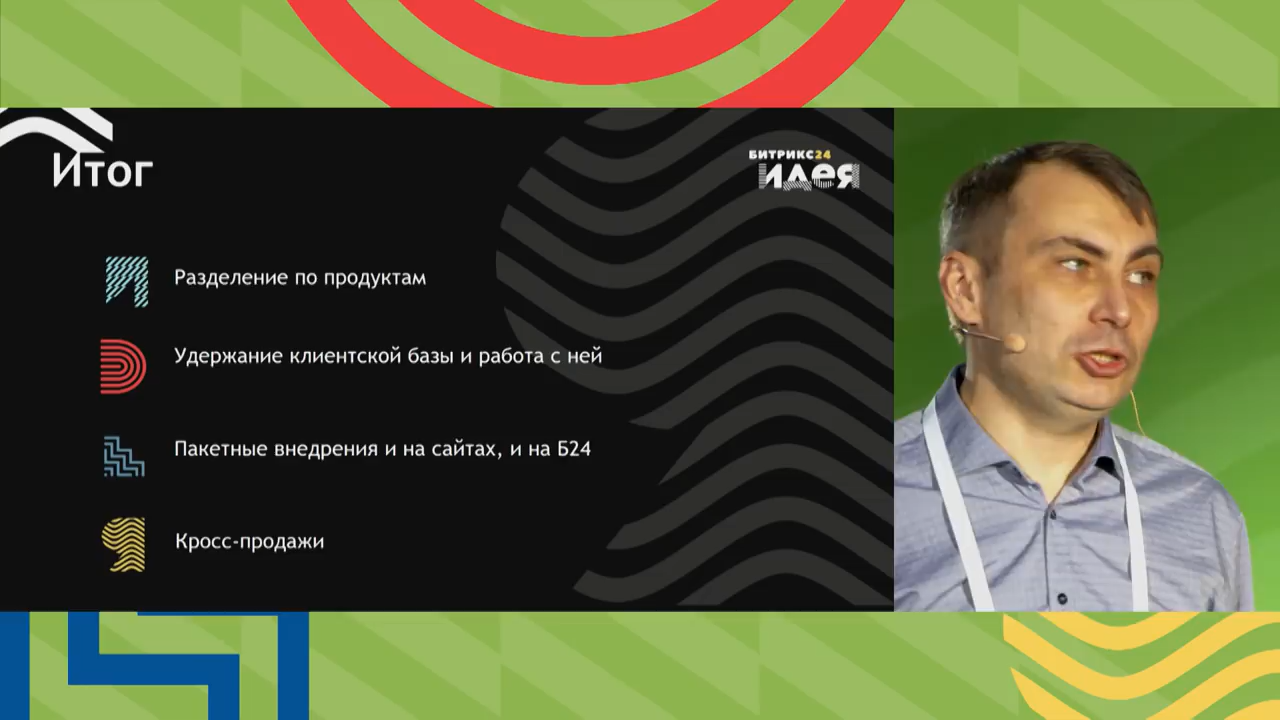 Итог
БИТРИКС24
идея
Разделение по продуктам
Удержание клиентской базы и работа с ней
Пакетные внедрения и на сайтах, и на Б24
Кросс-продажи